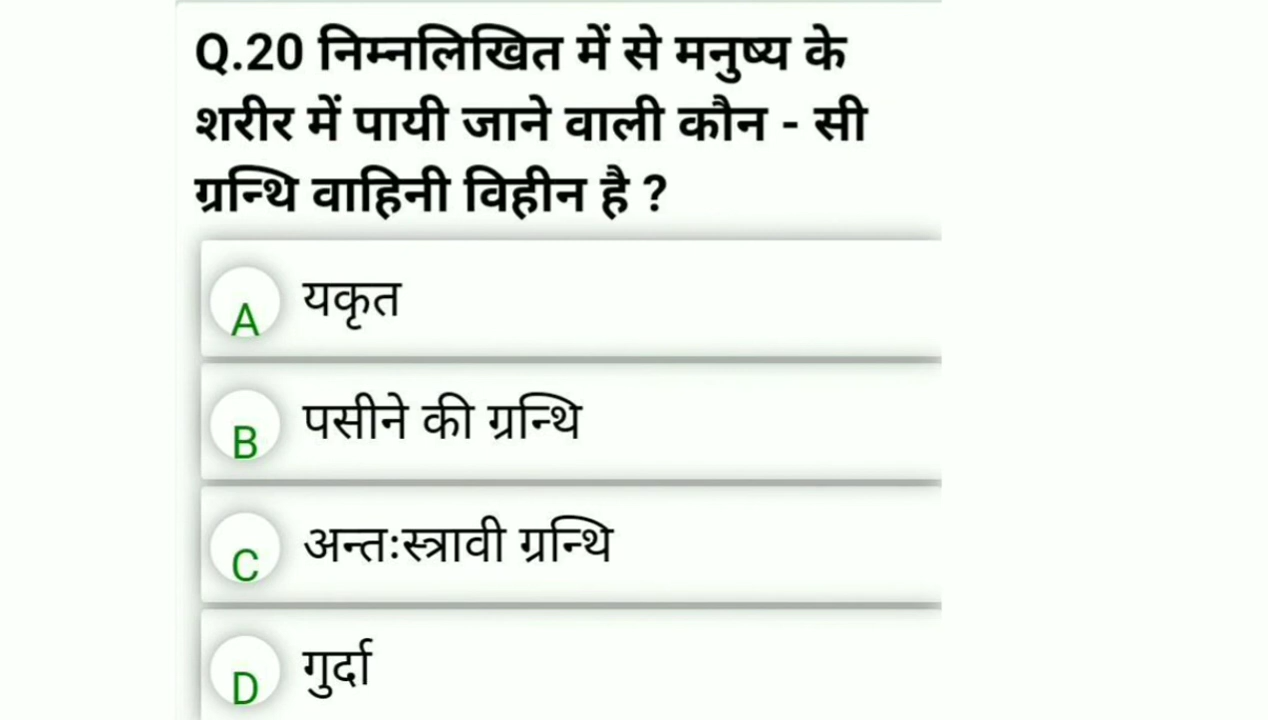 Q.20 निम्नलिखित में से मनुष्य के
शरीर में पायी जाने वाली कौन - सी
ग्रन्थि वाहिनी विहीन है ?
A यकृत
B पसीने की ग्रन्थि
C अन्तःस्त्रावी ग्रन्थि
D गुर्दा